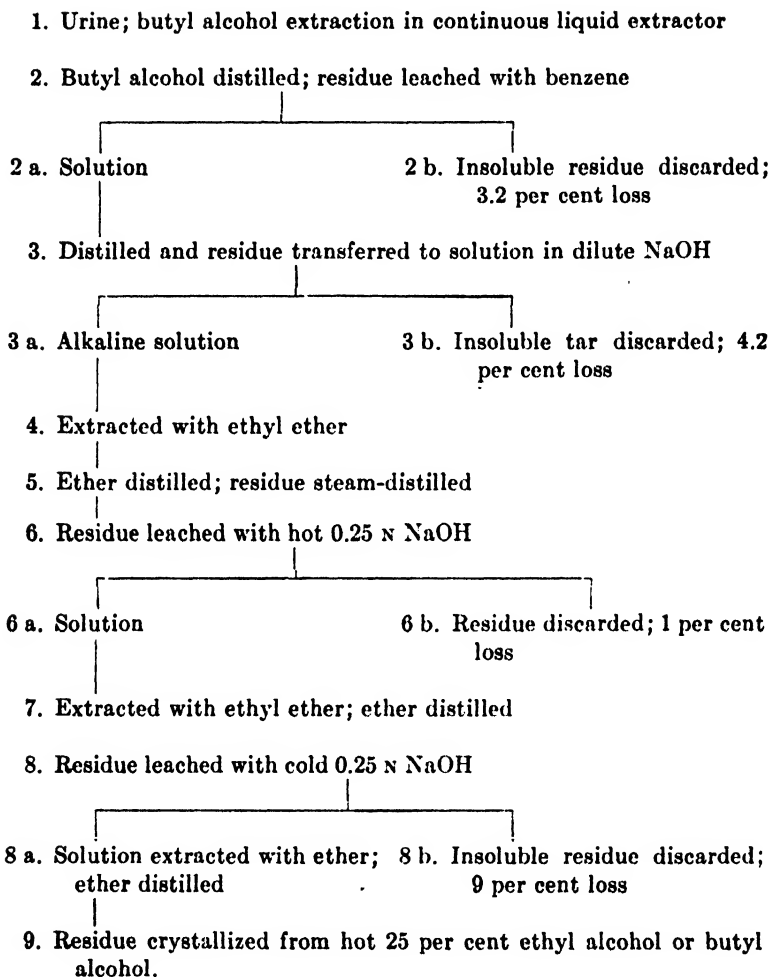 1. Urine; butyl alcohol extraction in continuous liquid extractor
2. Butyl alcohol distilled; residue leached with benzene
2 a. Solution
2 b. Insoluble residue discarded;
3.2 per cent loss
3. Distilled and residue transferred to solution in dilute NaOH
3 a. Alkaline solution
3 b. Insoluble tar discarded; 4.2
per cent loss
4. Extracted with ethyl ether
5. Ether distilled; residue steam-distilled
6. Residue leached with hot 0.25 N NaOH
6 a. Solution
6 b. Residue discarded; 1 per cent
loss
7. Extracted with ethyl ether; ether distilled
8. Residue leached with cold 0.25 N NaOH
8 a. Solution extracted with ether;
ether distilled
8 b. Insoluble residue discarded;
9 per cent loss
9. Residue crystallized from hot 25 per cent ethyl alcohol or butyl
alcohol.